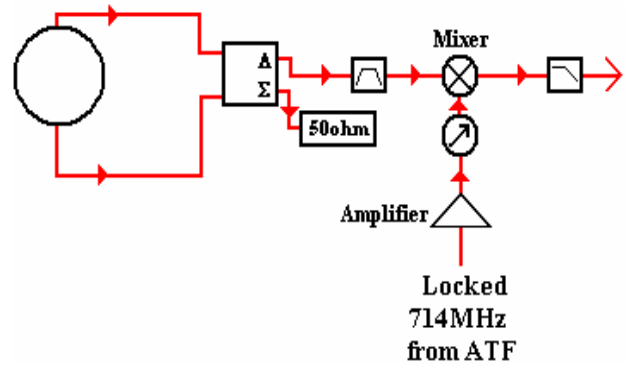 Mixer
Δ
Σ
50ohm
Amplifier
Locked
714MHz
from ATF